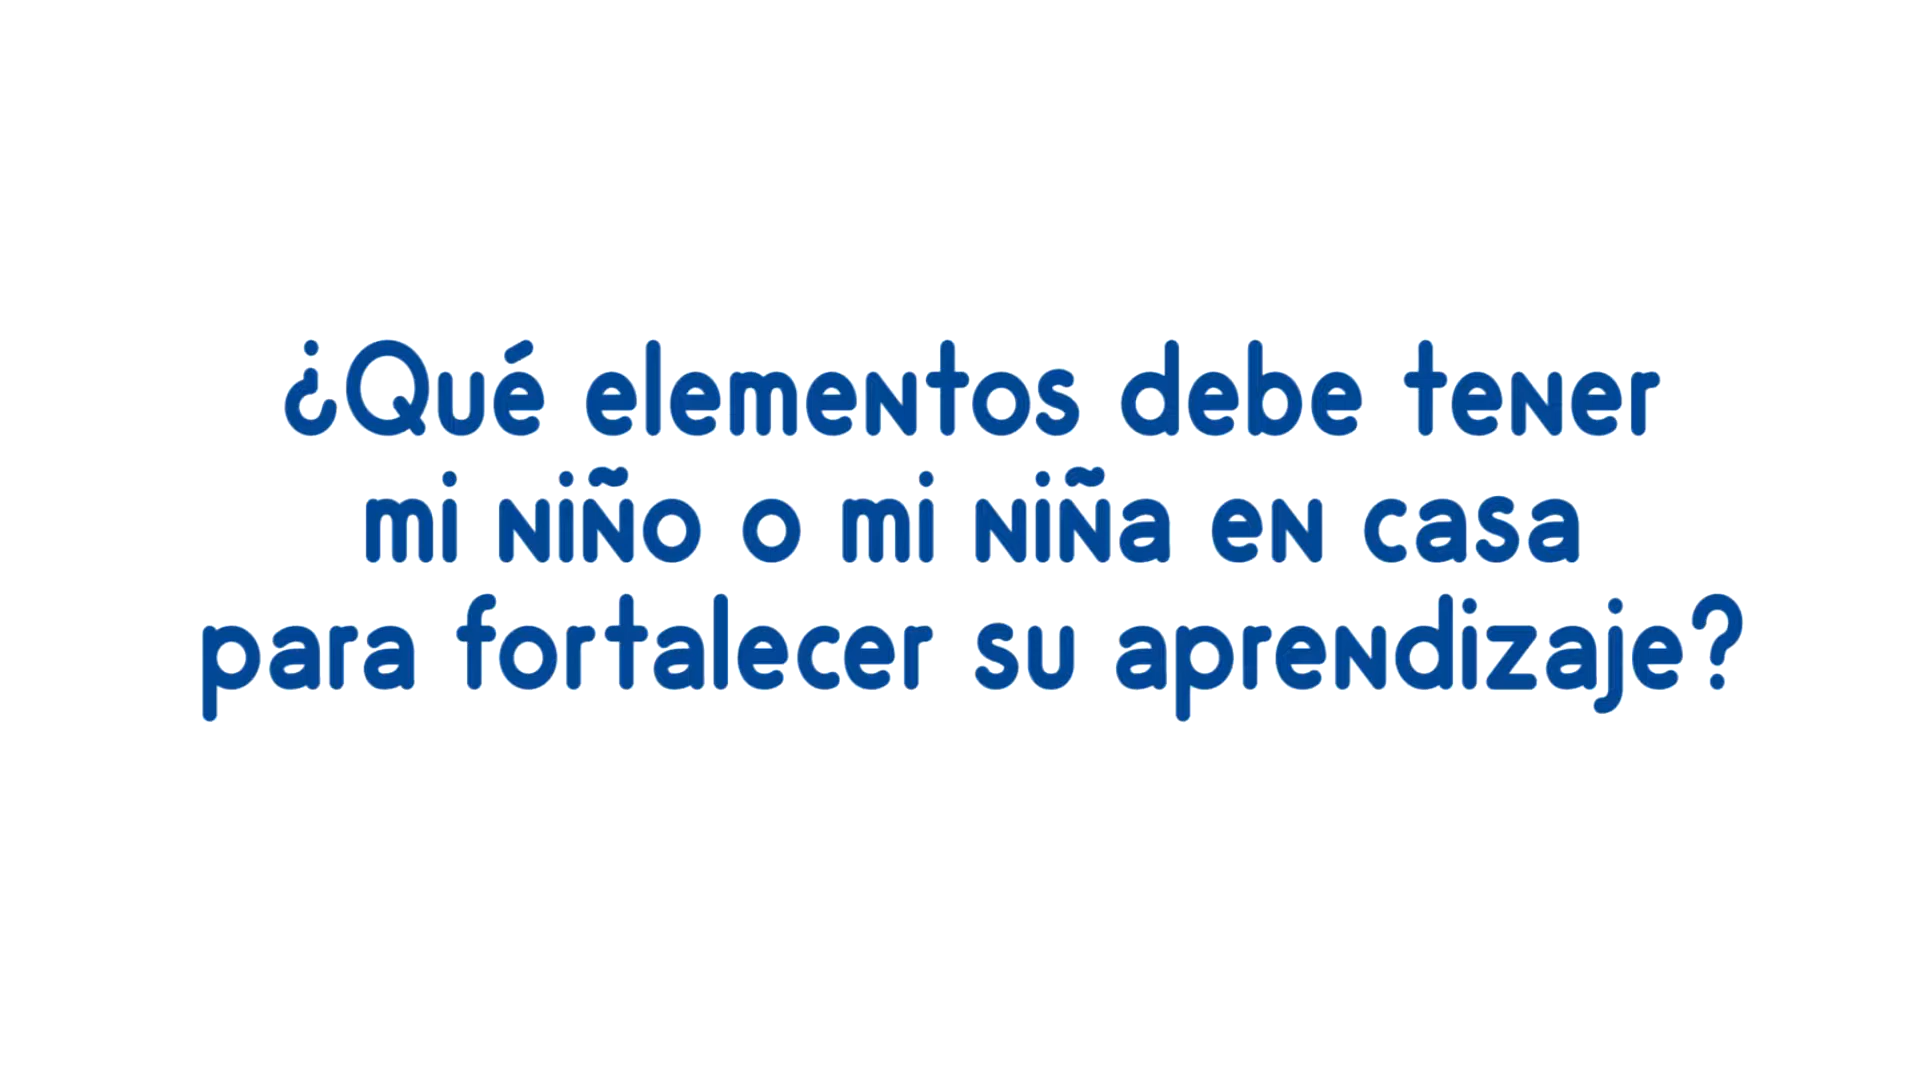 ¿Qué elementos debe tener
mi niño o mi niña en casa
para fortalecer su aprendizaje?